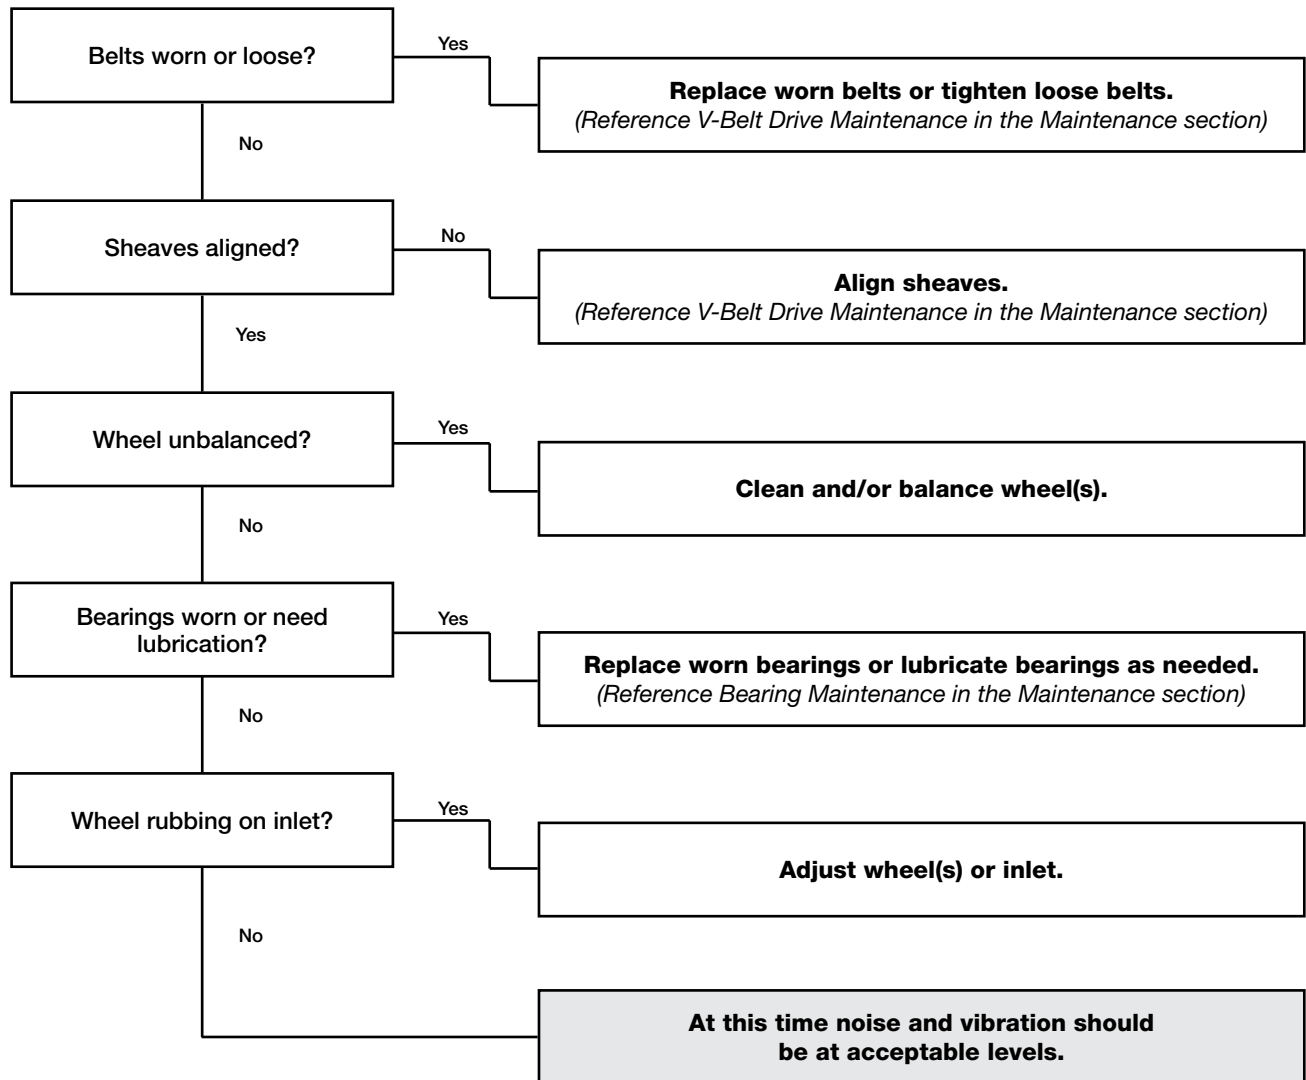 Belts worn or loose?
Yes
Replace worn belts or tighten loose belts.
(Reference V-Belt Drive Maintenance in the Maintenance section)
No
Sheaves aligned?
No
Align sheaves.
(Reference V-Belt Drive Maintenance in the Maintenance section)
Yes
Wheel unbalanced?
Yes
Clean and/or balance wheel(s).
No
Bearings worn or need
lubrication?
Yes
Replace worn bearings or lubricate bearings as needed.
(Reference Bearing Maintenance in the Maintenance section)
No
Wheel rubbing on inlet?
Yes
Adjust wheel(s) or inlet.
No
At this time noise and vibration should
be at acceptable levels.